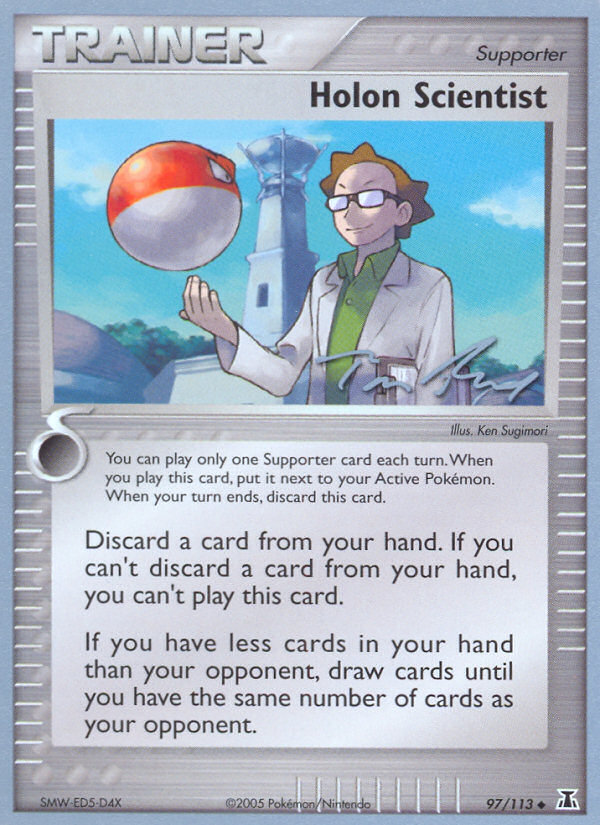 TRAINER
Supporter
Holon Scientist
Illus. Ken Sugimori
You can play only one Supporter card each turn. When
you play this card, put it next to your Active Pokémon.
When your turn ends, discard this card.
Discard a card from your hand. If you
can't discard a card from your hand,
you can't play this card.
If you have less cards in your hand
than your opponent, draw cards until
you have the same number of cards as
your opponent.
SMW-ED5-D4X
©2005 Pokémon/Nintendo
97/113